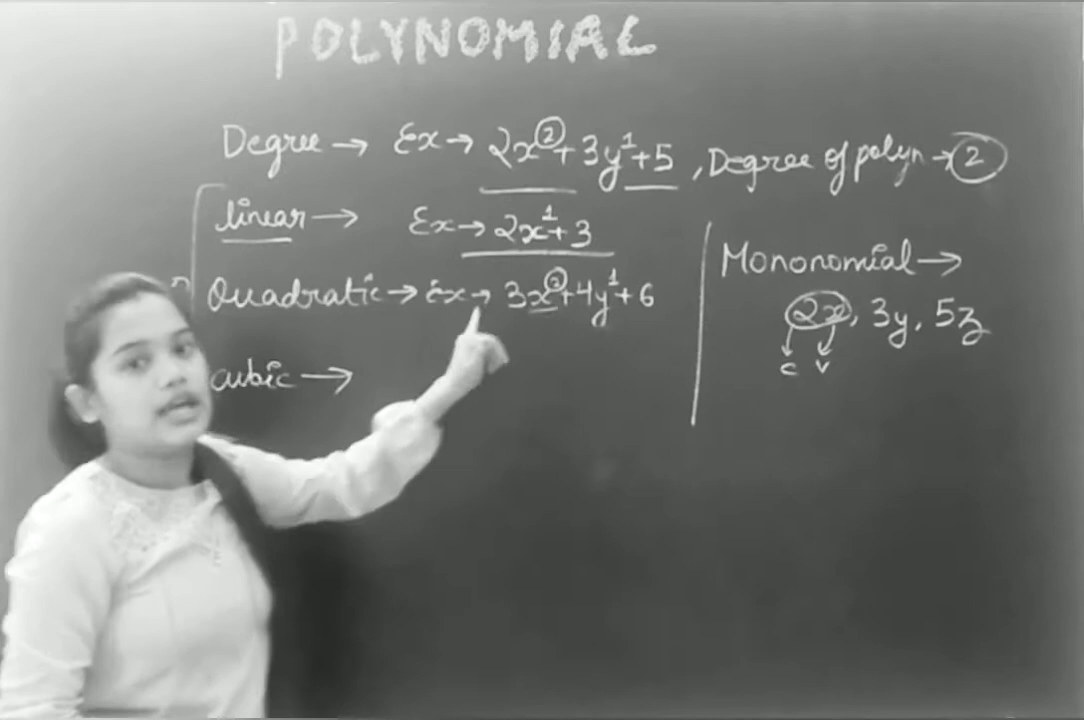 POLYNOMIAL
Degree → Ex → 2x²+3y¹+5, Degree of polyn → 2
linear → Ex → 2x¹+3
Quadratic → ex → 3x²+4y¹+6
cubic →
Mononomial →
2x, 3y, 5z
c v